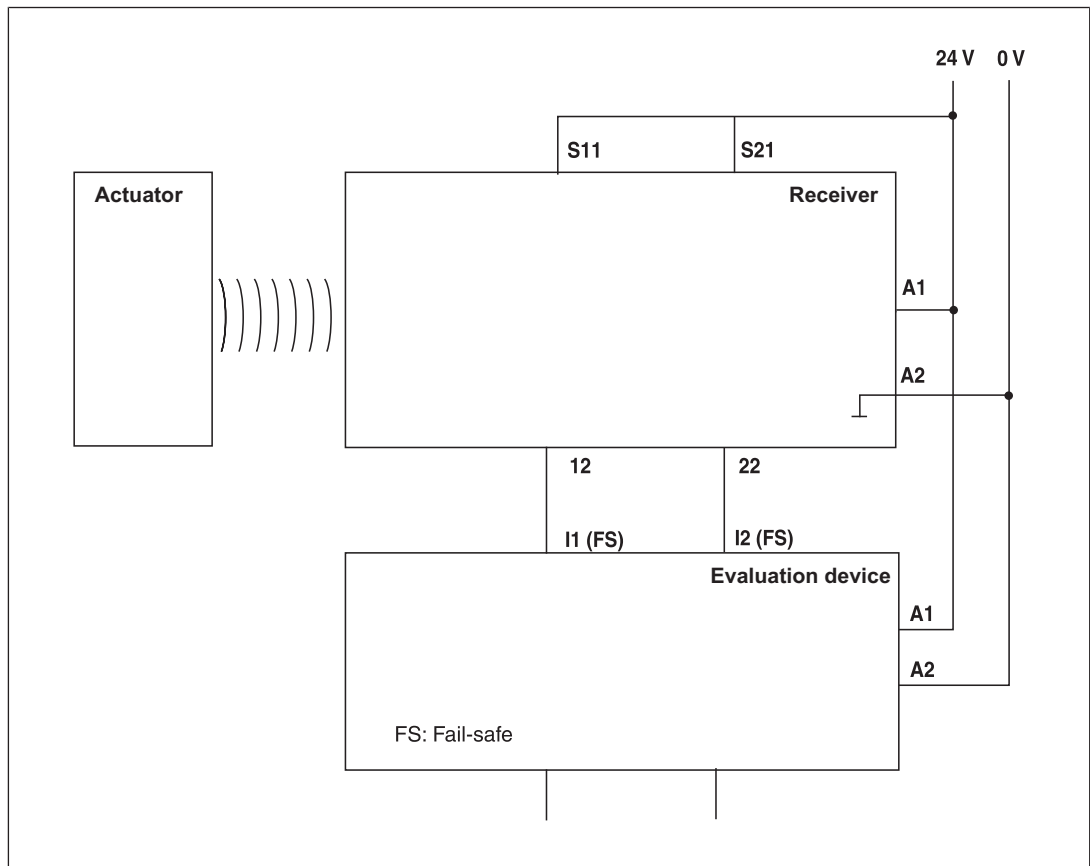 24 V 0 V
S11 S21
Actuator
Receiver
A1
A2
12 22
I1 (FS) I2 (FS)
Evaluation device
A1
A2
FS: Fail-safe